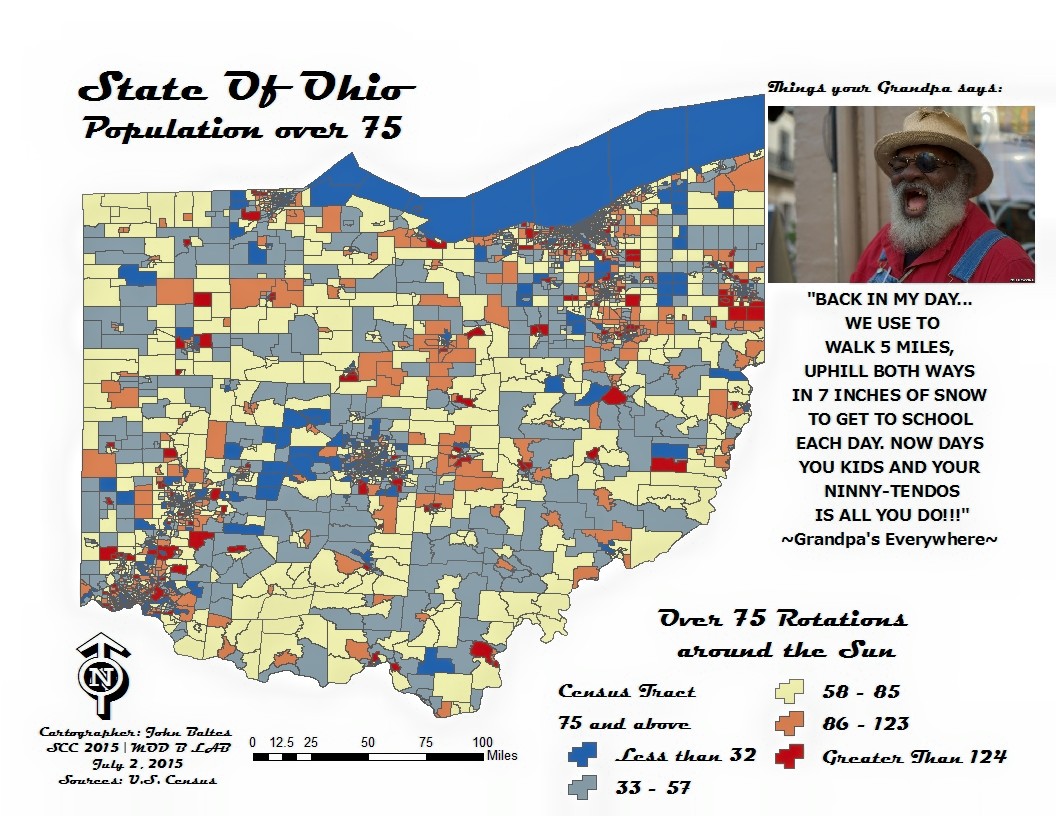 State Of Ohio
Population over 75
Things your Grandpa says:
"BACK IN MY DAY...
WE USE TO
WALK 5 MILES,
UPHILL BOTH WAYS
IN 7 INCHES OF SNOW
TO GET TO SCHOOL
EACH DAY. NOW DAYS
YOU KIDS AND YOUR
NINNY-TENDOS
IS ALL YOU DO!!!"
~Grandpa's Everywhere~
Over 75 Rotations
around the Sun
Census Tract
75 and above
Less than 32
33 - 57
58 - 85
86 - 123
Greater Than 124
N
Cartographer: John Beltes
SCC 2015 | MOD B LAB
July 2, 2015
Sources: U.S. Census
0 12.5 25 50 75 100
Miles